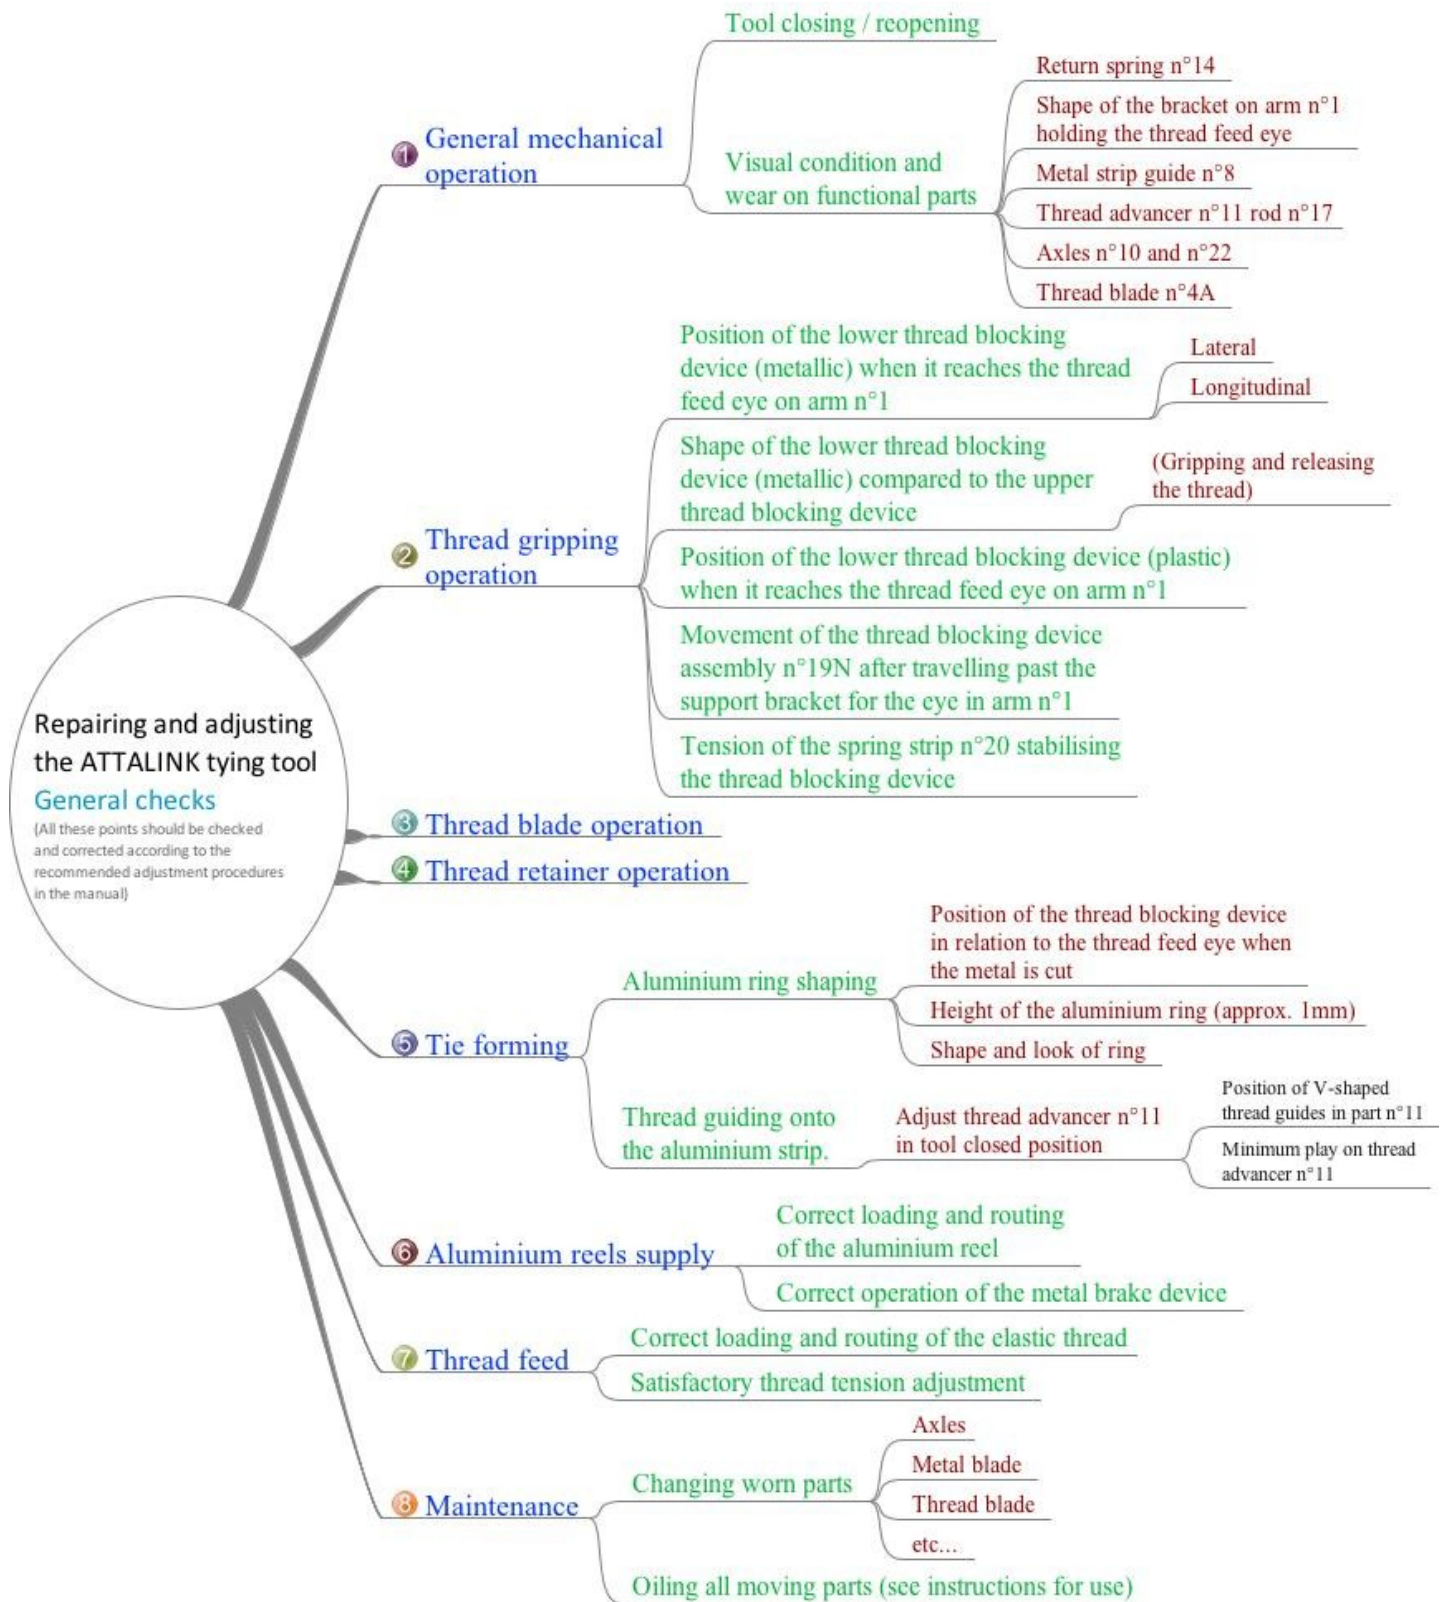 Repairing and adjusting
the ATTALINK tying tool
General checks
(All these points should be checked
and corrected according to the
recommended adjustment procedures
in the manual)
1 General mechanical
operation
Tool closing / reopening
Visual condition and
wear on functional parts
Return spring n°14
Shape of the bracket on arm n°1
holding the thread feed eye
Metal strip guide n°8
Thread advancer n°11 rod n°17
Axles n°10 and n°22
Thread blade n°4A
2 Thread gripping
operation
Position of the lower thread blocking
device (metallic) when it reaches the thread
feed eye on arm n°1
Lateral
Longitudinal
Shape of the lower thread blocking
device (metallic) compared to the upper
thread blocking device
(Gripping and releasing
the thread)
Position of the lower thread blocking device (plastic)
when it reaches the thread feed eye on arm n°1
Movement of the thread blocking device
assembly n°19N after travelling past the
support bracket for the eye in arm n°1
Tension of the spring strip n°20 stabilising
the thread blocking device
3 Thread blade operation
4 Thread retainer operation
5 Tie forming
Aluminium ring shaping
Position of the thread blocking device
in relation to the thread feed eye when
the metal is cut
Height of the aluminium ring (approx. 1mm)
Shape and look of ring
Thread guiding onto
the aluminium strip.
Adjust thread advancer n°11
in tool closed position
Position of V-shaped
thread guides in part n°11
Minimum play on thread
advancer n°11
6 Aluminium reels supply
Correct loading and routing
of the aluminium reel
Correct operation of the metal brake device
7 Thread feed
Correct loading and routing of the elastic thread
Satisfactory thread tension adjustment
8 Maintenance
Changing worn parts
Axles
Metal blade
Thread blade
etc...
Oiling all moving parts (see instructions for use)